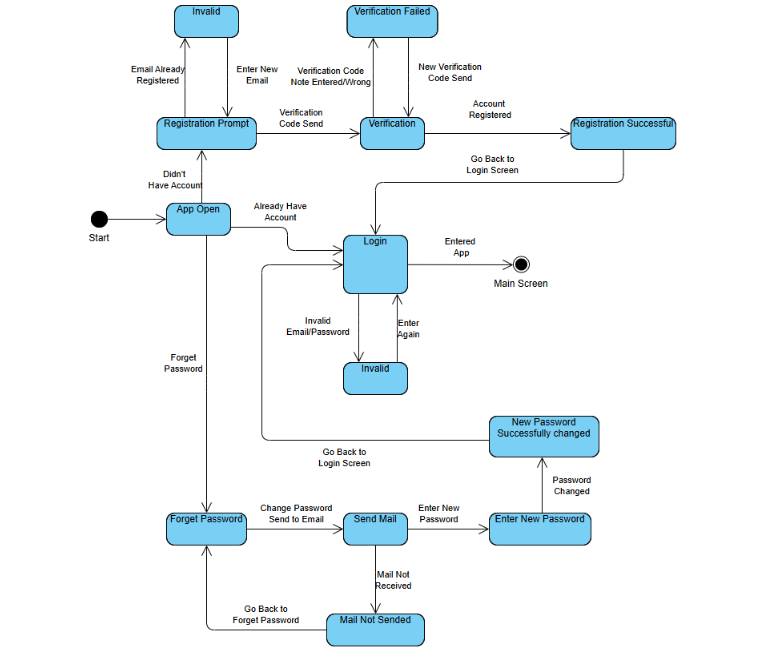 Invalid
Verification Failed
Email Already
Registered
Enter New
Email
Verification Code
Note Entered/Wrong
New Verification
Code Send
Registration Prompt
Verification
Code Send
Verification
Account
Registered
Registration Successful
Didn't
Have Account
Go Back to
Login Screen
App Open
Already Have
Account
Start
Login
Entered
App
Main Screen
Invalid
Email/Password
Enter
Again
Invalid
Forget
Password
New Password
Successfully changed
Go Back to
Login Screen
Password
Changed
Forget Password
Change Password
Send to Email
Send Mail
Enter New
Password
Enter New Password
Mail Not
Received
Go Back to
Forget Password
Mail Not Sended